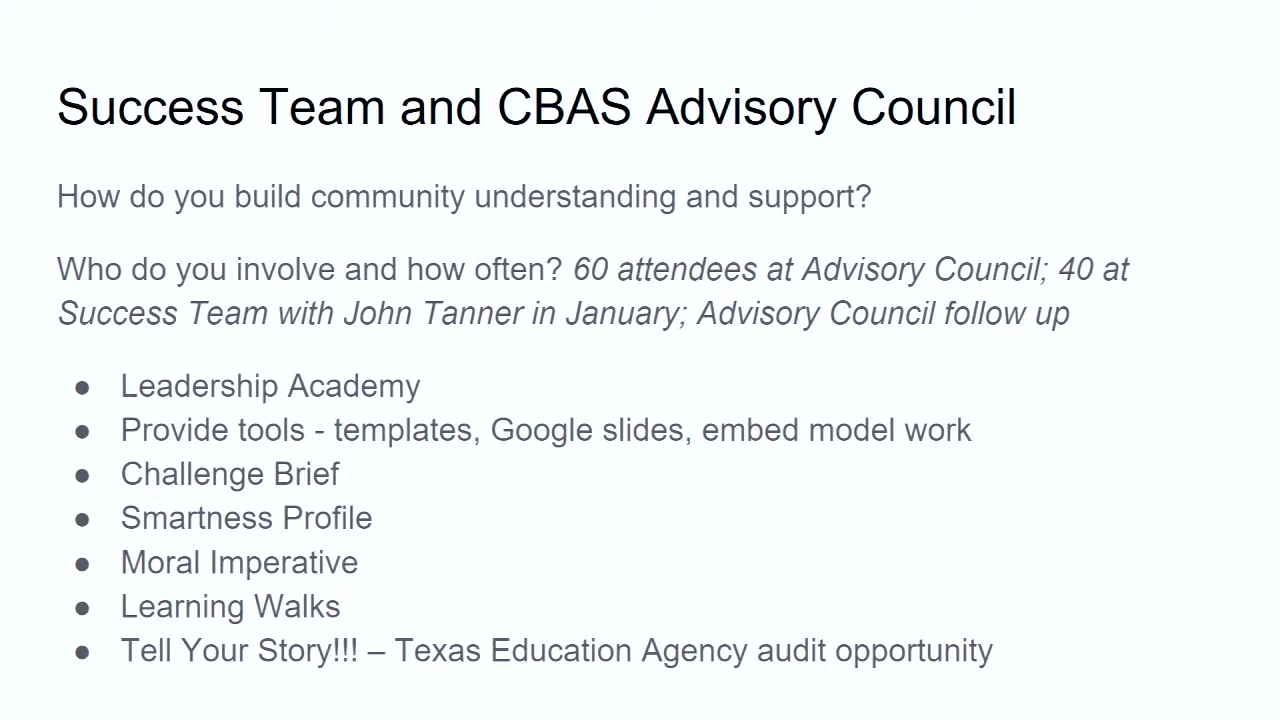 Success Team and CBAS Advisory Council
How do you build community understanding and support?
Who do you involve and how often? 60 attendees at Advisory Council; 40 at
Success Team with John Tanner in January; Advisory Council follow up
● Leadership Academy
● Provide tools - templates, Google slides, embed model work
● Challenge Brief
● Smartness Profile
● Moral Imperative
● Learning Walks
● Tell Your Story!!! – Texas Education Agency audit opportunity